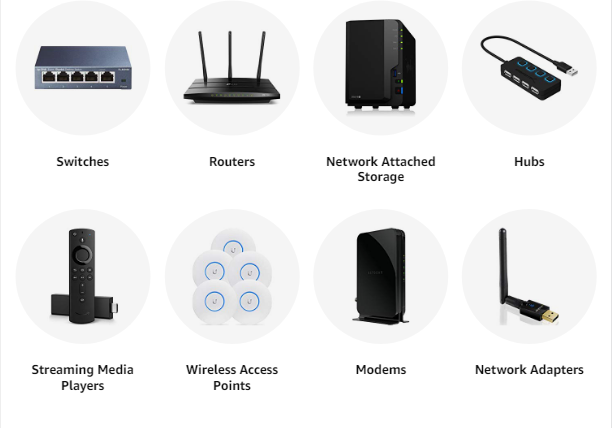 Switches
Routers
Network Attached
Storage
Hubs
Streaming Media
Players
Wireless Access
Points
Modems
Network Adapters